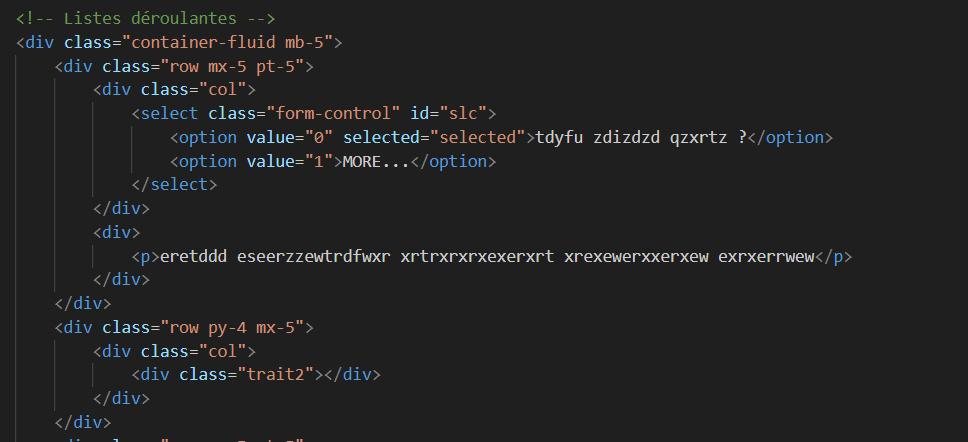 <!-- Listes déroulantes -->
<div class="container-fluid mb-5">
<div class="row mx-5 pt-5">
<div class="col">
<select class="form-control" id="slc">
<option value="0" selected="selected">tdyfu zdizdzd qzxrtz ?</option>
<option value="1">MORE...</option>
</select>
</div>
<div>
<p>eretddd eseerzzewtrdfwxr xrtrxrxrxexerxrt xrexewerxxerxew exrxerrwew</p>
</div>
</div>
<div class="row py-4 mx-5">
<div class="col">
<div class="trait2"></div>
</div>
</div>